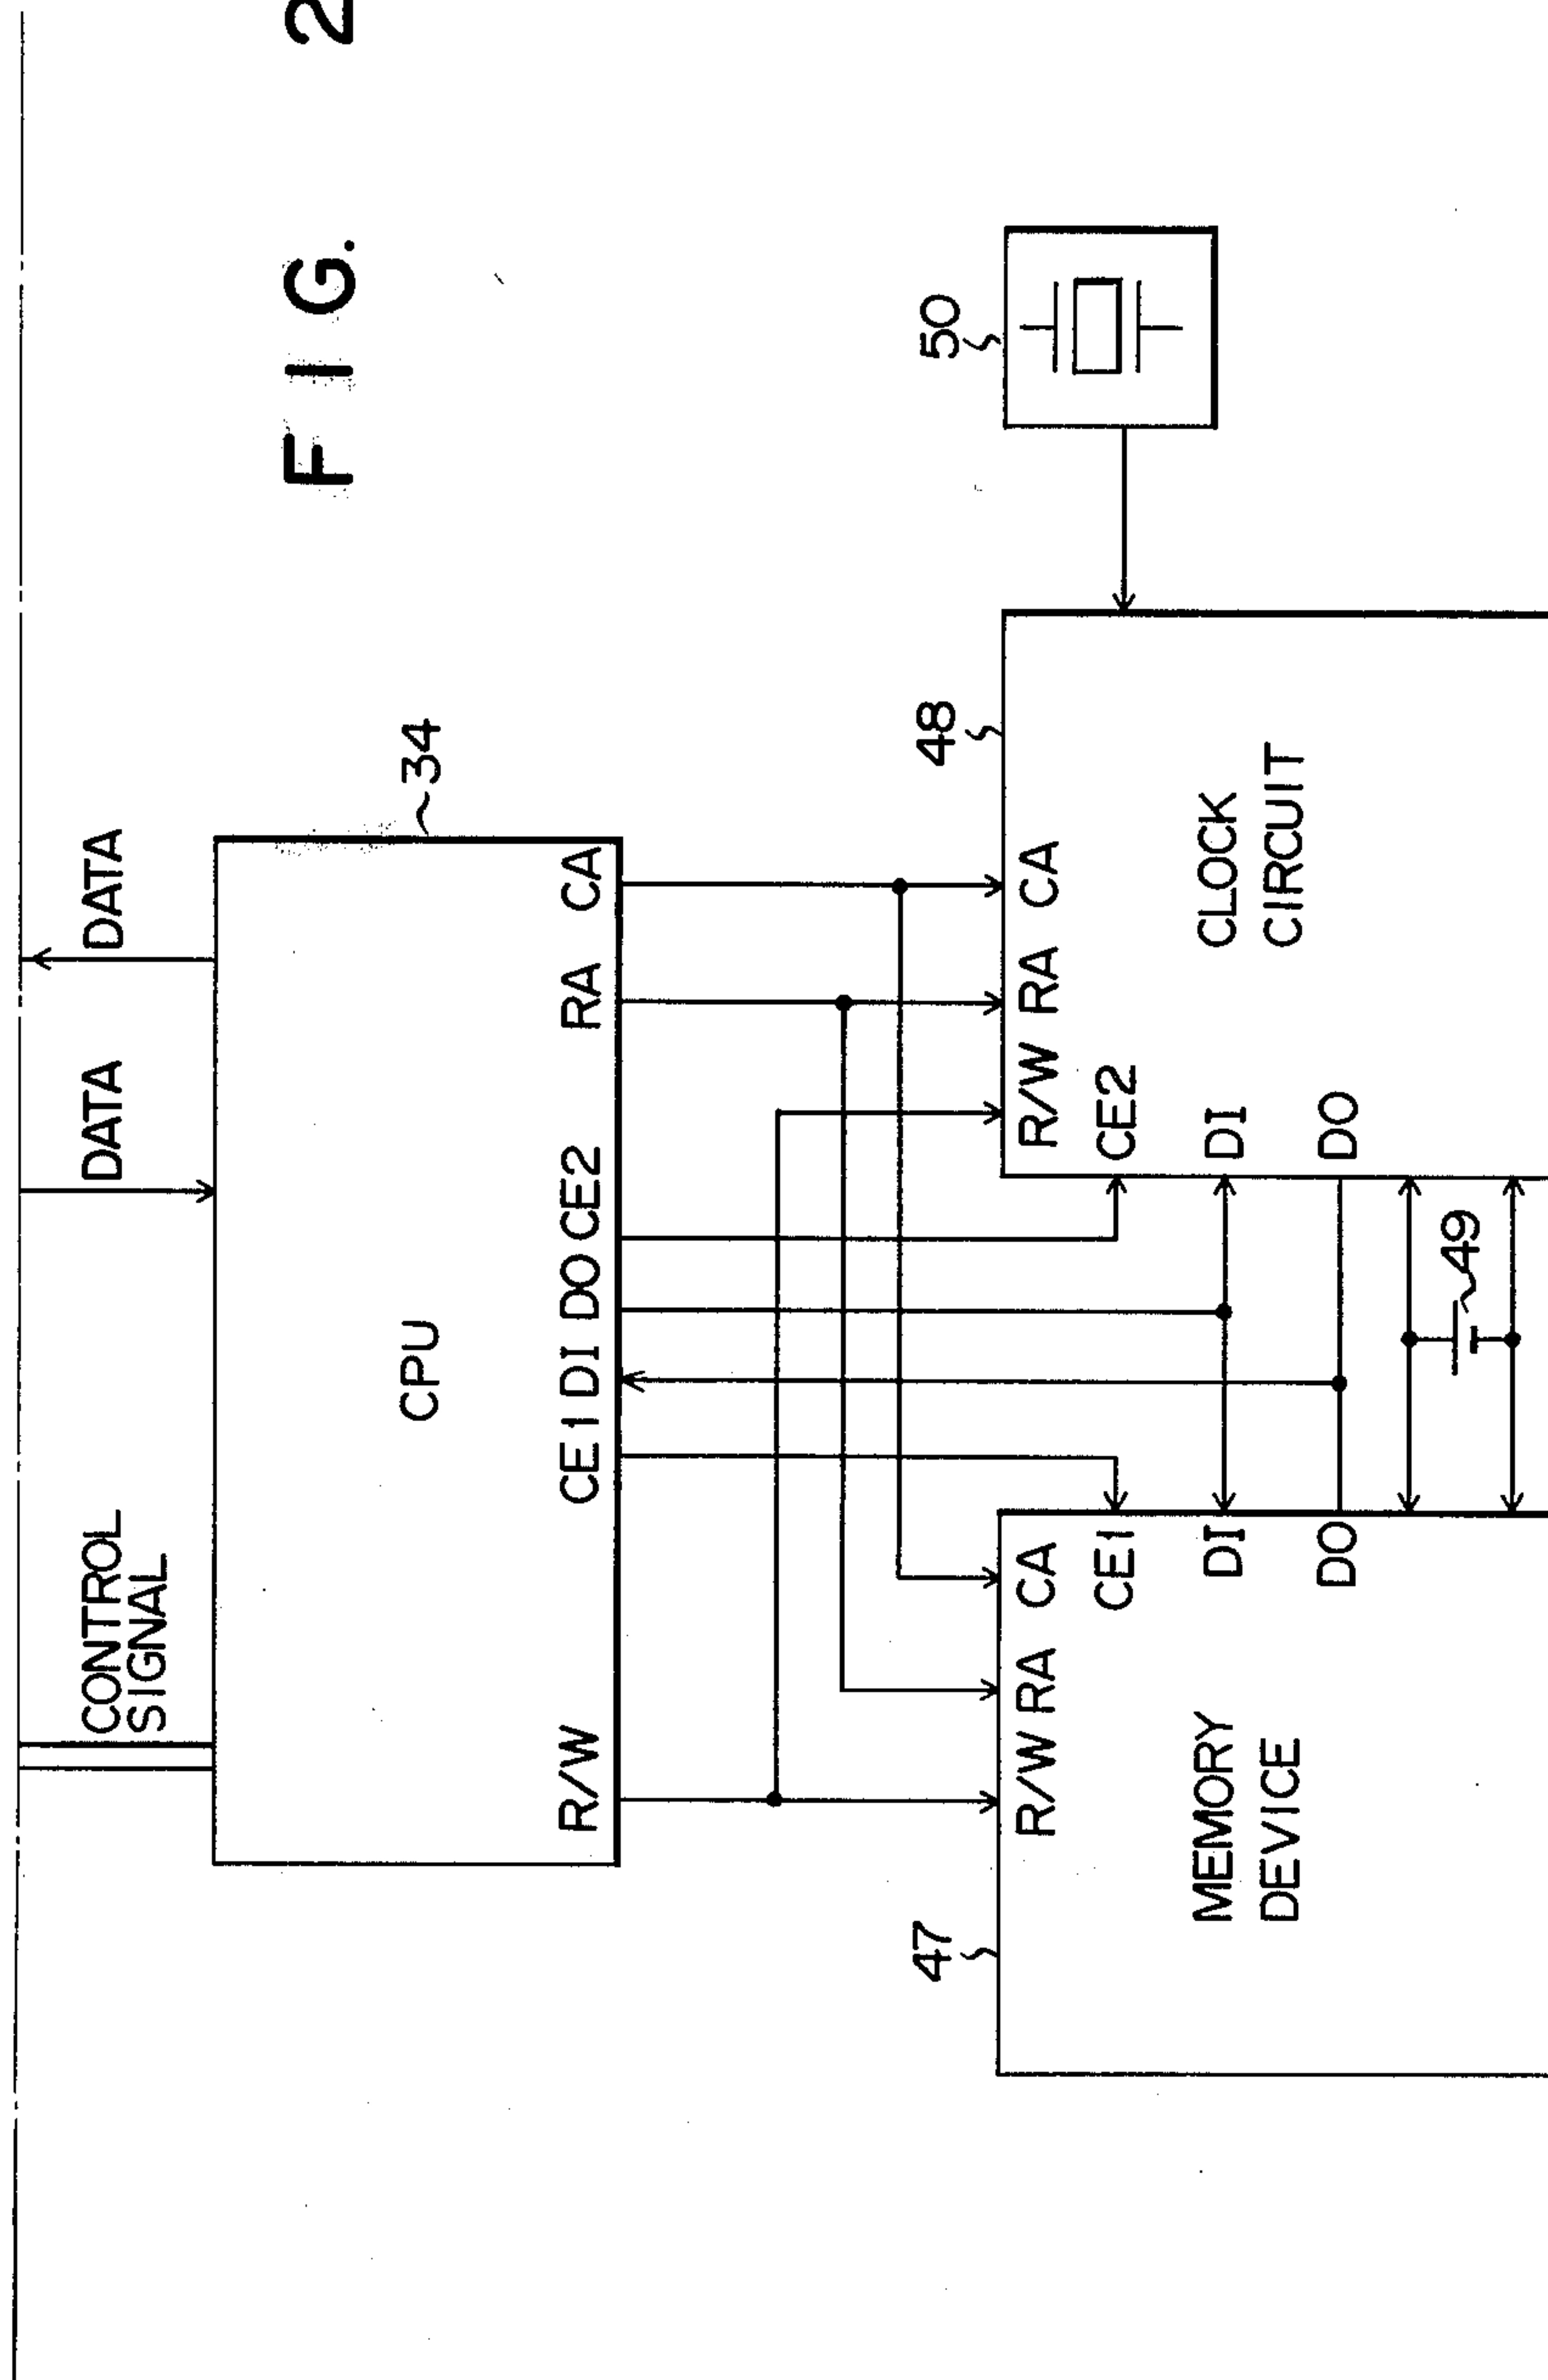 FIG. 2
CONTROL
SIGNAL
DATA
DATA
CPU
34
R/W
CE1
DI
DO
CE2
RA
CA
47
48
50
R/W
RA
CA
CE1
DI
DO
MEMORY
DEVICE
49
R/W
RA
CA
CE2
DI
DO
CLOCK
CIRCUIT